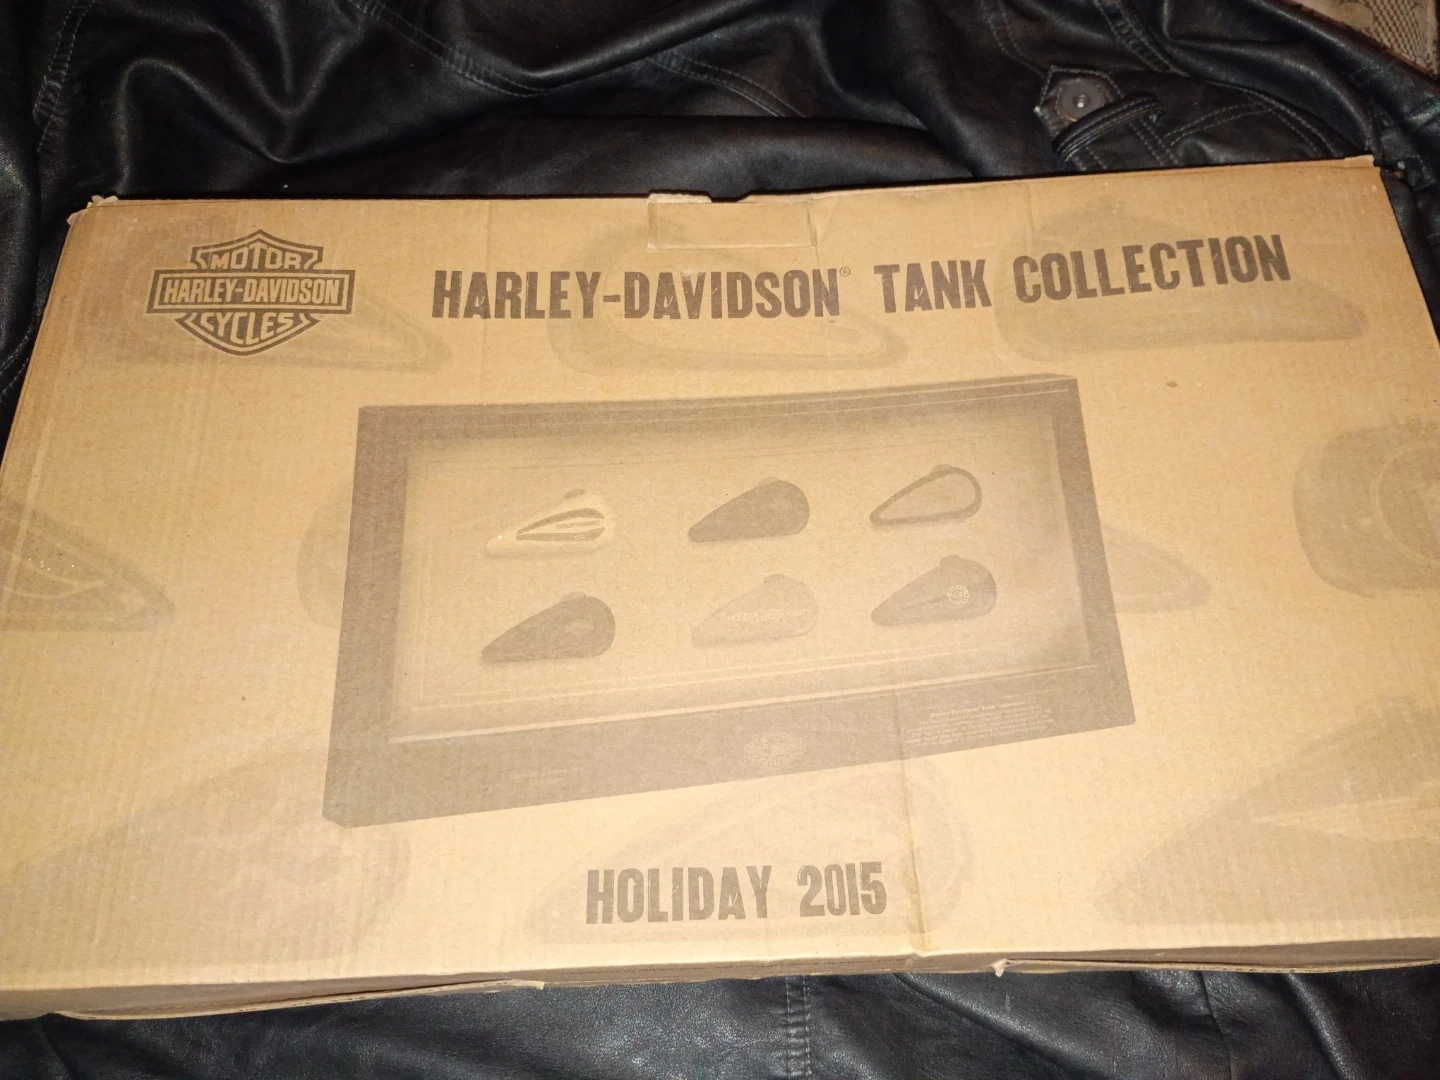 MOTOR
HARLEY-DAVIDSON
CYCLES
HARLEY-DAVIDSON® TANK COLLECTION
HOLIDAY 2015